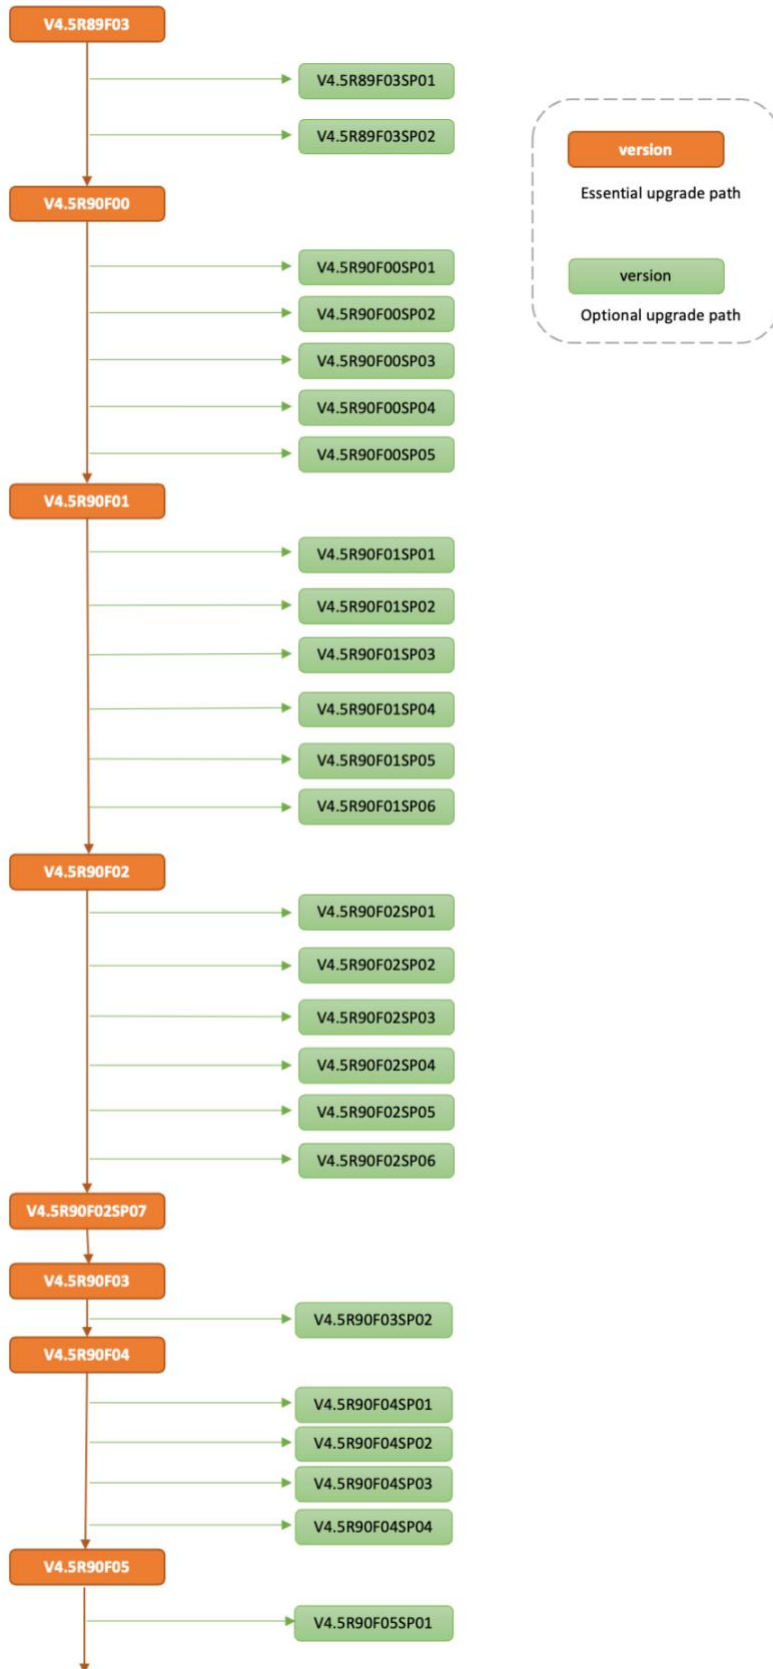 V4.5R89F03
V4.5R89F03SP01
V4.5R89F03SP02
V4.5R90F00
V4.5R90F00SP01
V4.5R90F00SP02
V4.5R90F00SP03
V4.5R90F00SP04
V4.5R90F00SP05
V4.5R90F01
V4.5R90F01SP01
V4.5R90F01SP02
V4.5R90F01SP03
V4.5R90F01SP04
V4.5R90F01SP05
V4.5R90F01SP06
V4.5R90F02
V4.5R90F02SP01
V4.5R90F02SP02
V4.5R90F02SP03
V4.5R90F02SP04
V4.5R90F02SP05
V4.5R90F02SP06
V4.5R90F02SP07
V4.5R90F03
V4.5R90F03SP02
V4.5R90F04
V4.5R90F04SP01
V4.5R90F04SP02
V4.5R90F04SP03
V4.5R90F04SP04
V4.5R90F05
V4.5R90F05SP01
version
Essential upgrade path
version
Optional upgrade path